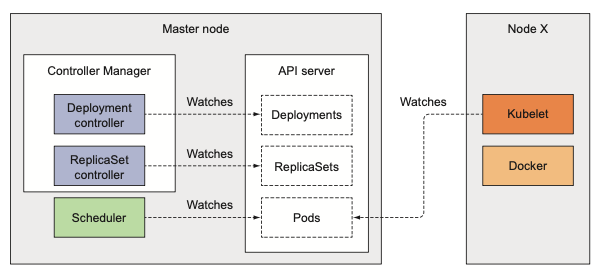 Master node
Node X
Controller Manager
API server
Deployment
controller
Watches
Deployments
Watches
Kubelet
ReplicaSet
controller
Watches
ReplicaSets
Docker
Scheduler
Watches
Pods